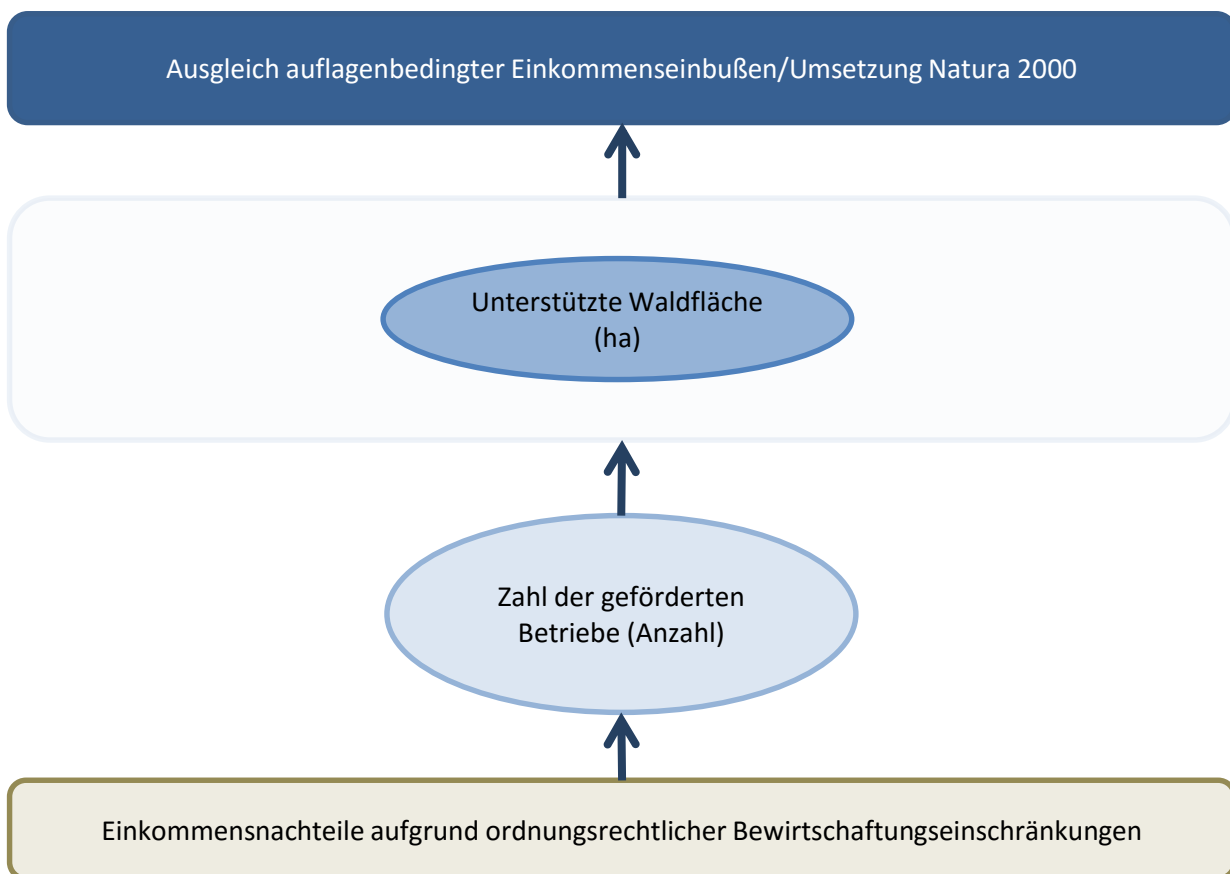 Ausgleich auflagenbedingter Einkommenseinbußen/Umsetzung Natura 2000
Unterstützte Waldfläche
(ha)
Zahl der geförderten
Betriebe (Anzahl)
Einkommensnachteile aufgrund ordnungsrechtlicher Bewirtschaftungseinschränkungen